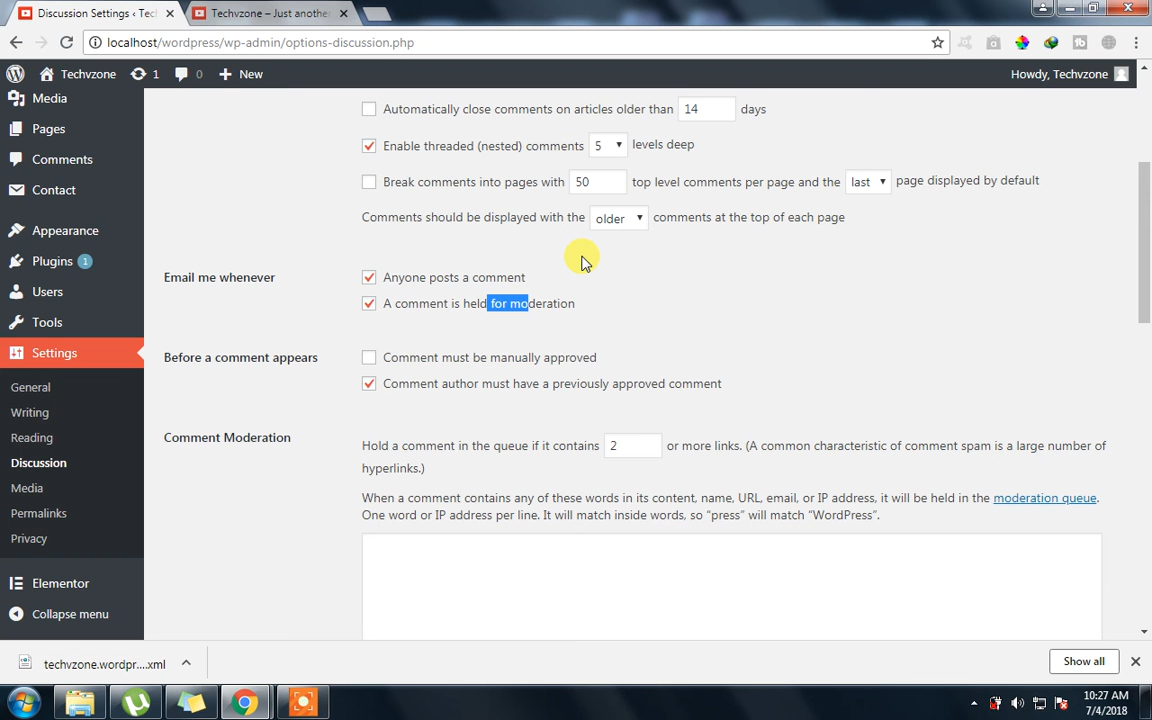 Discussion Settings ‹ Tec
Techvzone – Just another
localhost/wordpress/wp-admin/options-discussion.php
Techvzone 1 0 New
Howdy, Techvzone
Media
Pages
Comments
Contact
Appearance
Plugins 1
Users
Tools
Settings
General
Writing
Reading
Discussion
Media
Permalinks
Privacy
Elementor
Collapse menu
Automatically close comments on articles older than 14 days
Enable threaded (nested) comments 5 levels deep
Break comments into pages with 50 top level comments per page and the last page displayed by default
Comments should be displayed with the older comments at the top of each page
Email me whenever
Anyone posts a comment
A comment is held for moderation
Before a comment appears
Comment must be manually approved
Comment author must have a previously approved comment
Comment Moderation
Hold a comment in the queue if it contains 2 or more links. (A common characteristic of comment spam is a large number of
hyperlinks.)
When a comment contains any of these words in its content, name, URL, email, or IP address, it will be held in the moderation queue.
One word or IP address per line. It will match inside words, so “press” will match “WordPress”.
techvzone.wordpr....xml
Show all
10:27 AM
7/4/2018